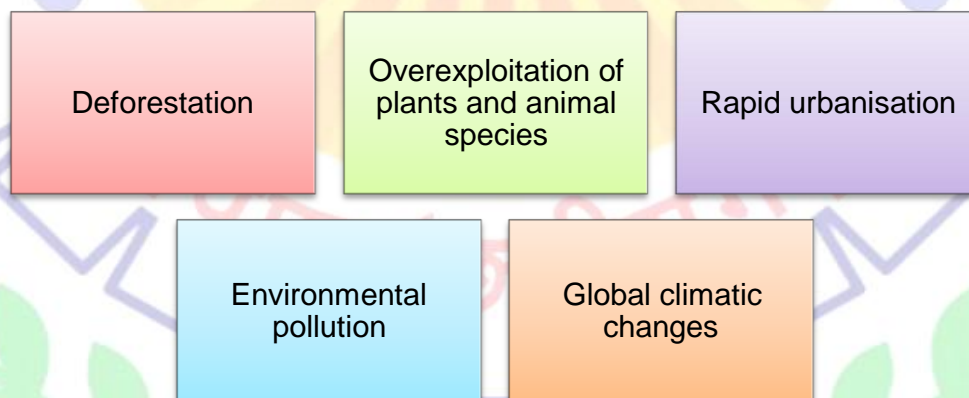 Deforestation
Overexploitation of
plants and animal
species
Rapid urbanisation
Environmental
pollution
Global climatic
changes